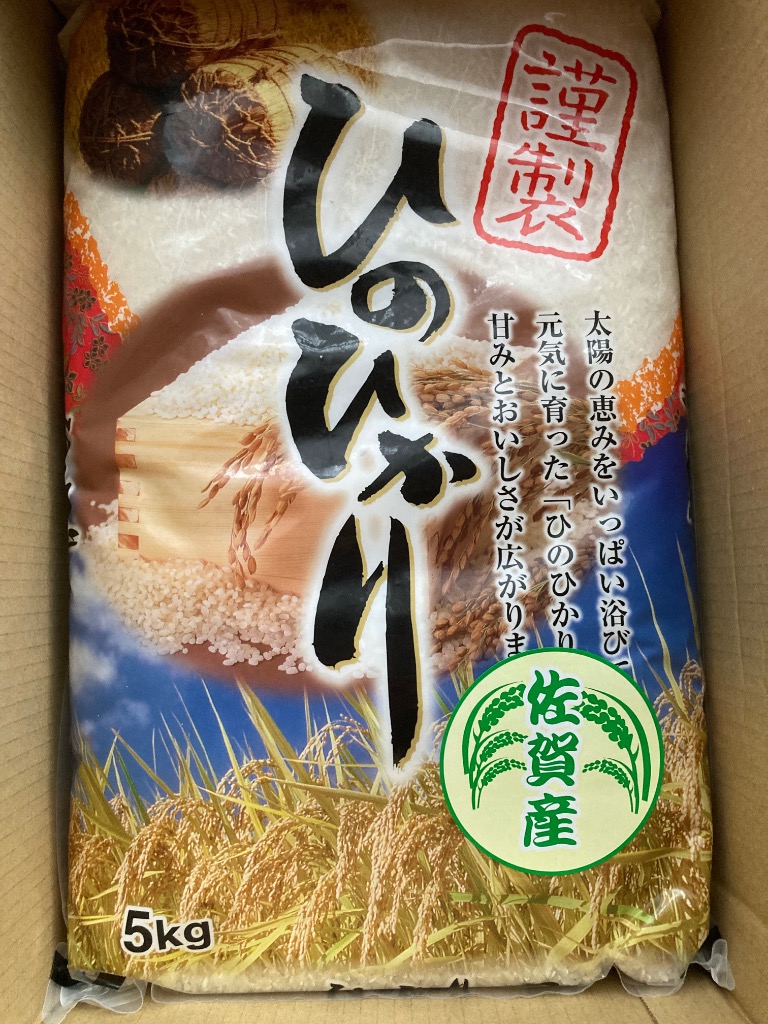 謹製
ひのひかり
太陽の恵みをいっぱい浴びて
元気に育った「ひのひかり
甘みとおいしさが広がりま
佐賀産
5kg